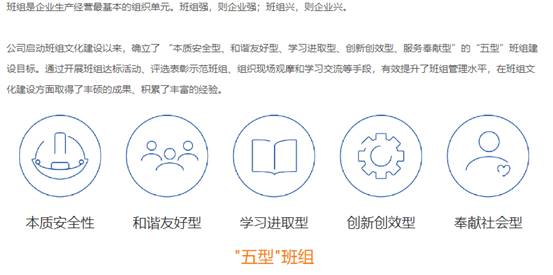 班组是企业生产经营最基本的组织单元。班组强，则企业强；班组兴，则企业兴。
公司启动班组文化建设以来，确立了 “本质安全型、和谐友好型、学习进取型、创新创效型、服务奉献型”的“五型”班组建
设目标。通过开展班组达标活动、评选表彰示范班组、组织现场观摩和学习交流等手段，有效提升了班组管理水平，在班组文
化建设方面取得了丰硕的成果、积累了丰富的经验。
本质安全性 和谐友好型 学习进取型 创新创效型 奉献社会型
"五型"班组